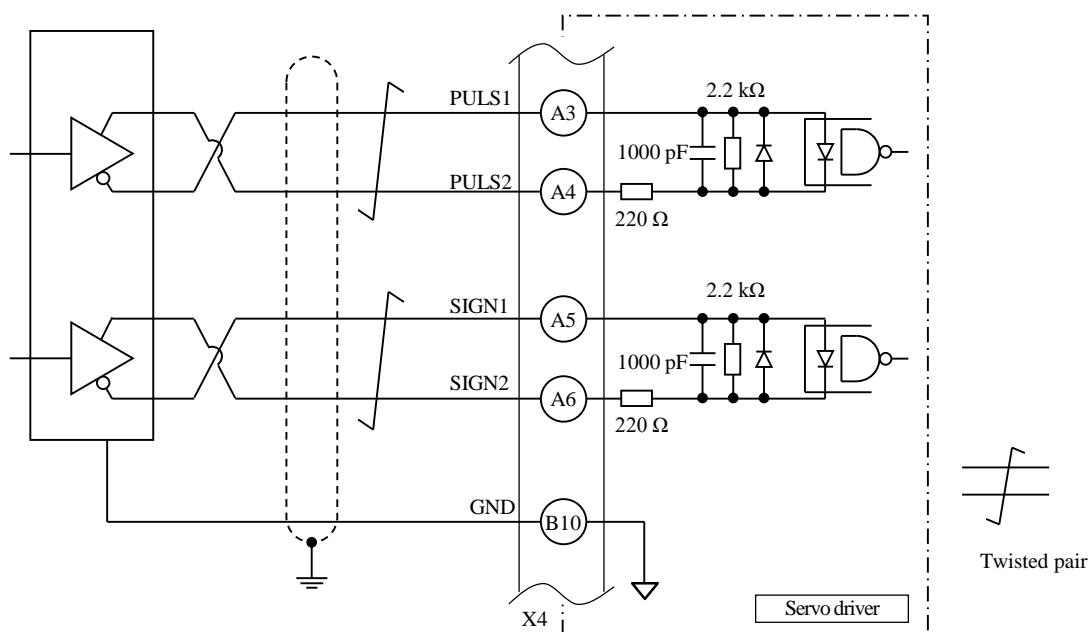 2.2 kΩ
PULS1
A3
1000 pF
PULS2
A4
220 Ω
2.2 kΩ
SIGN1
A5
1000 pF
SIGN2
A6
220 Ω
GND
B10
Twisted pair
X4
Servo driver